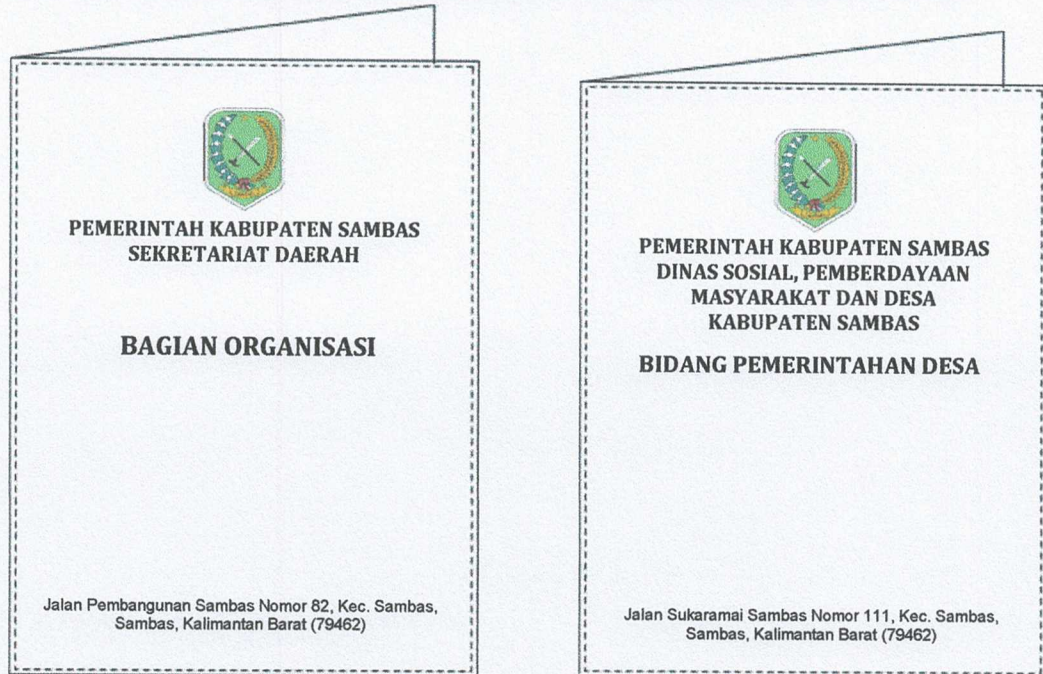 PEMERINTAH KABUPATEN SAMBAS
SEKRETARIAT DAERAH
BAGIAN ORGANISASI
Jalan Pembangunan Sambas Nomor 82, Kec. Sambas,
Sambas, Kalimantan Barat (79462)
PEMERINTAH KABUPATEN SAMBAS
DINAS SOSIAL, PEMBERDAYAAN
MASYARAKAT DAN DESA
KABUPATEN SAMBAS
BIDANG PEMERINTAHAN DESA
Jalan Sukaramai Sambas Nomor 111, Kec. Sambas,
Sambas, Kalimantan Barat (79462)